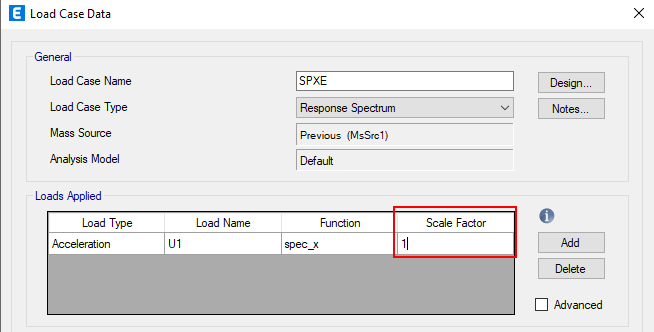 E Load Case Data
General
Load Case Name SPXE Design...
Load Case Type Response Spectrum Notes...
Mass Source Previous (MsSrc1)
Analysis Model Default
Loads Applied
Load Type Load Name Function Scale Factor
Acceleration U1 spec_x 1
i
Add
Delete
Advanced